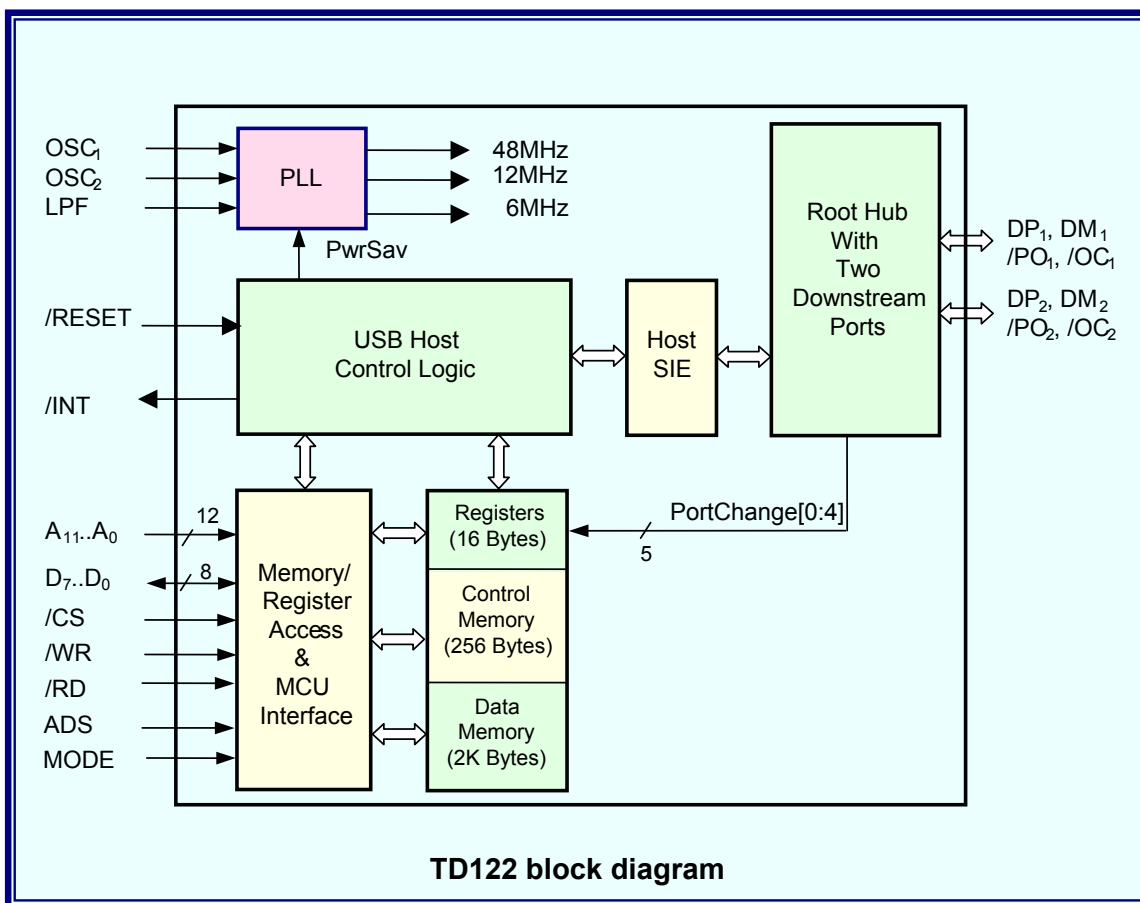 OSC₁
OSC₂
LPF
PLL
48MHz
12MHz
6MHz
PwrSav
/RESET
/INT
USB Host
Control Logic
Host
SIE
Root Hub
With
Two
Downstream
Ports
DP₁, DM₁
/PO₁, /OC₁
DP₂, DM₂
/PO₂, /OC₂
PortChange[0:4]
5
A₁₁..A₀
12
D₇..D₀
8
/CS
/WR
/RD
ADS
MODE
Memory/
Register
Access
&
MCU
Interface
Registers
(16 Bytes)
Control
Memory
(256 Bytes)
Data
Memory
(2K Bytes)
TD122 block diagram